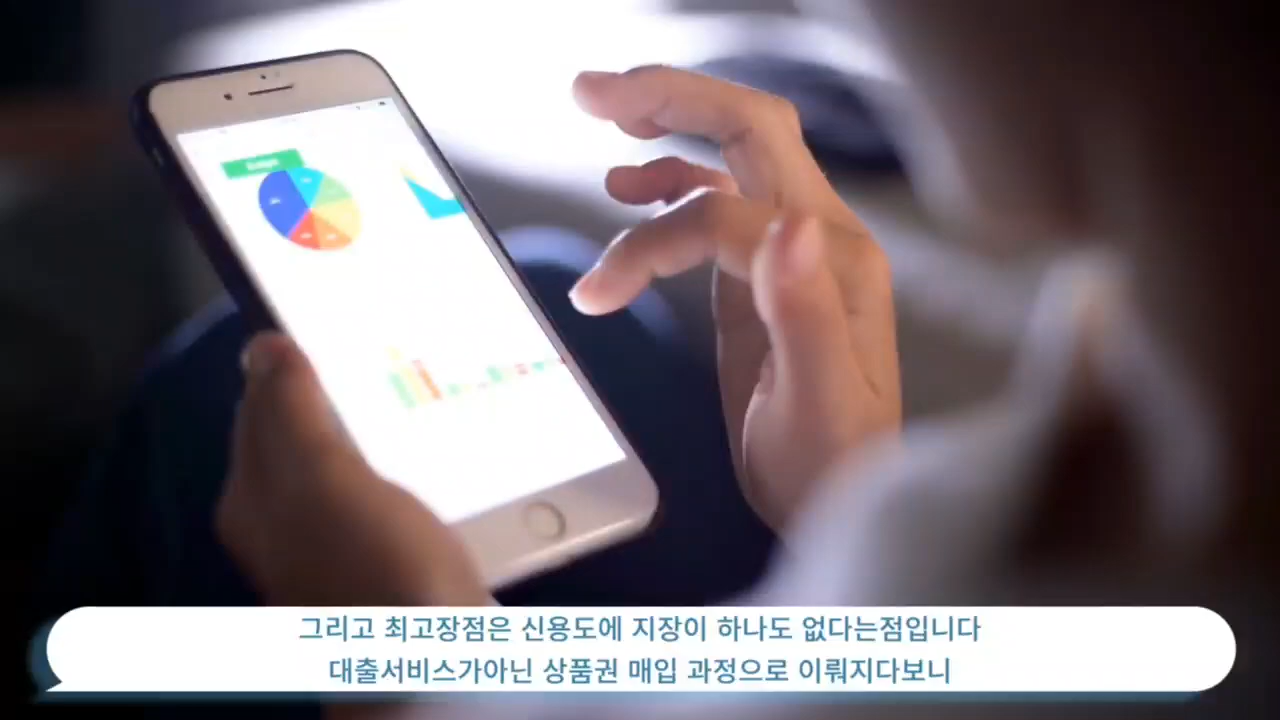 그리고 최고장점은 신용도에 지장이 하나도 없다는점입니다
대출서비스가아닌 상품권 매입 과정으로 이뤄지다보니